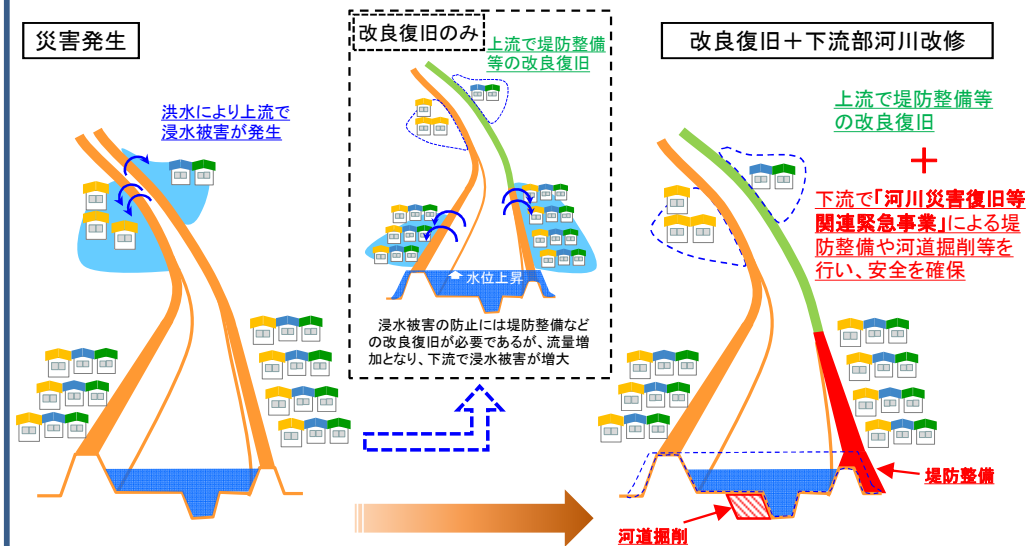 災害発生
洪水により上流で
浸水被害が発生
改良復旧のみ
上流で堤防整備
等の改良復旧
水位上昇
浸水被害の防止には堤防整備など
の改良復旧が必要であるが、流量増
加となり、下流で浸水被害が増大
改良復旧＋下流部河川改修
上流で堤防整備等
の改良復旧
＋
下流で「河川災害復旧等
関連緊急事業」による堤
防整備や河道掘削等を
行い、安全を確保
堤防整備
河道掘削